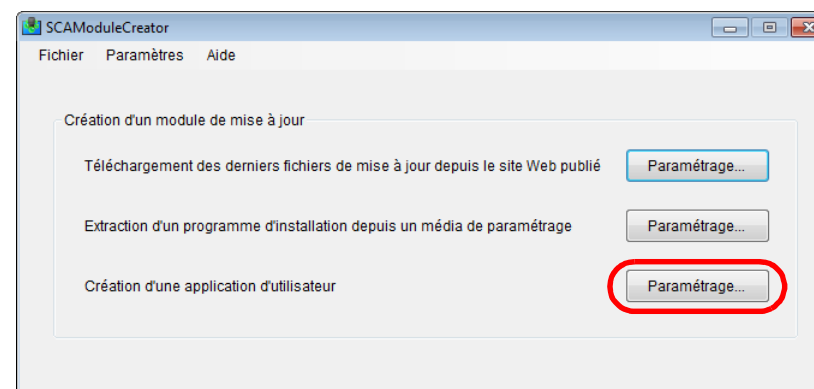 SCAModuleCreator
Fichier Paramètres Aide
Création d'un module de mise à jour
Téléchargement des derniers fichiers de mise à jour depuis le site Web publié Paramétrage...
Extraction d'un programme d'installation depuis un média de paramétrage Paramétrage...
Création d'une application d'utilisateur Paramétrage...